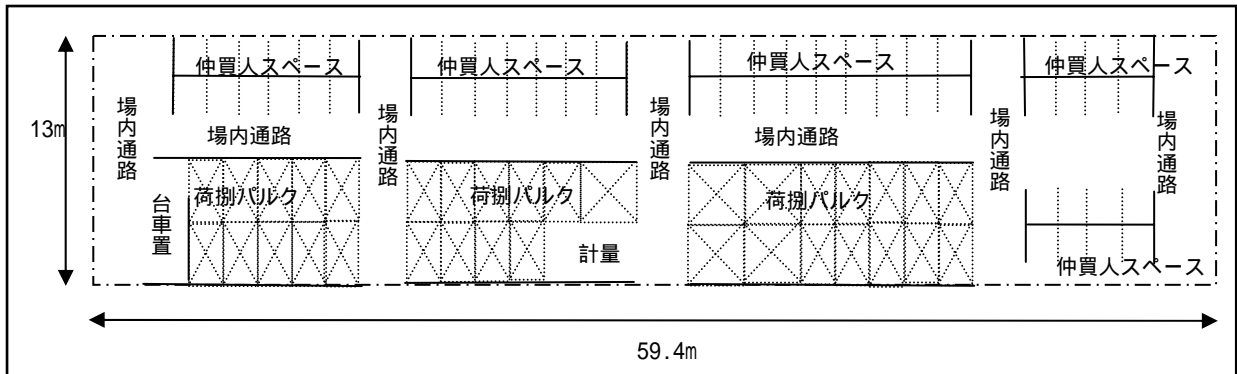 仲買人スペース
仲買人スペース
仲買人スペース
仲買人スペース
13m
場内通路
場内通路
場内通路
場内通路
場内通路
場内通路
場内通路
荷捌パルク
荷捌パルク
荷捌パルク
台車置
計量
仲買人スペース
59.4m